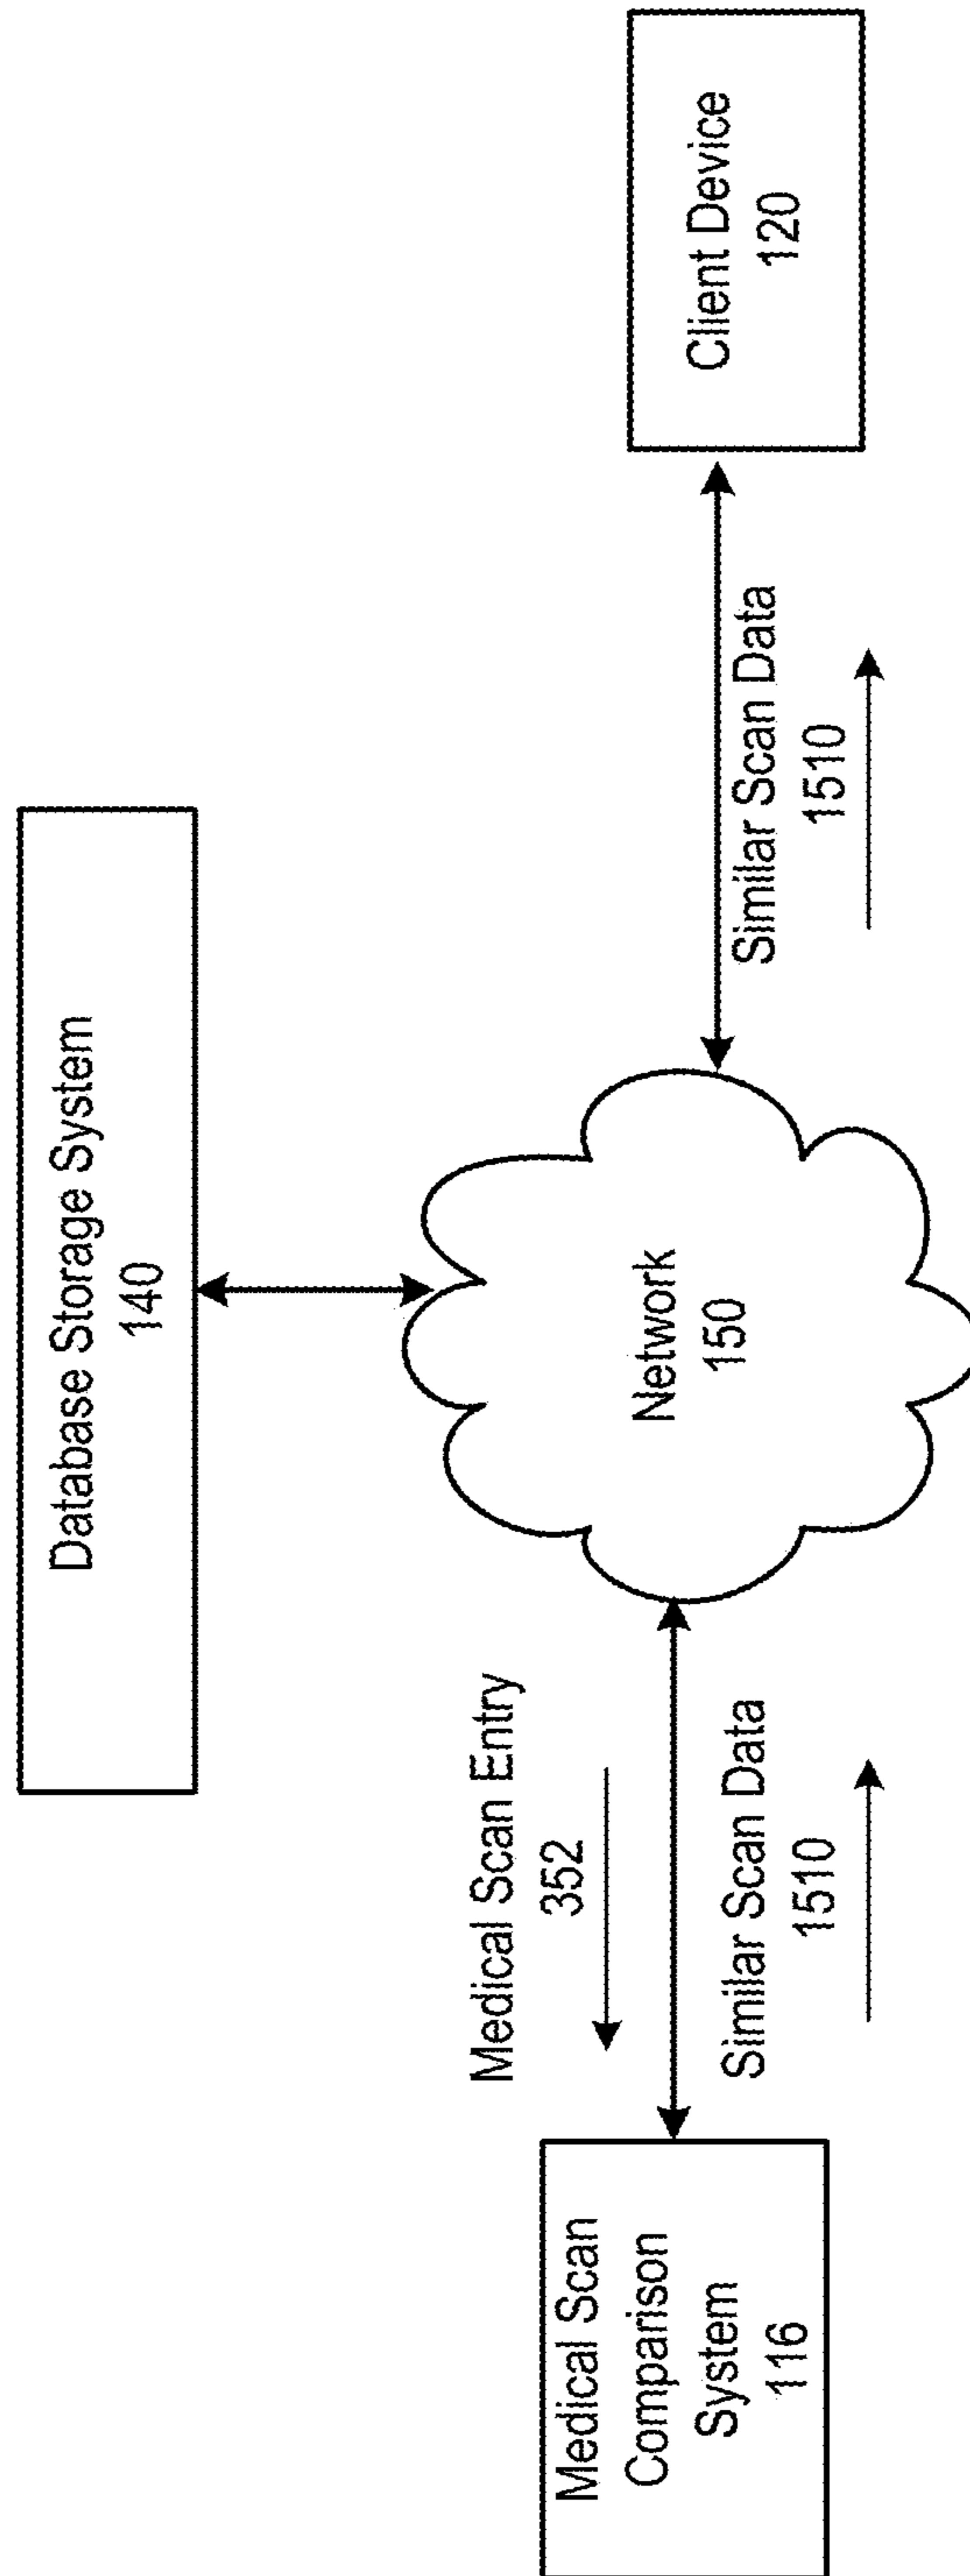 Database Storage System
140
Medical Scan Entry
352
Medical Scan
Comparison
System
116
Similar Scan Data
1510
Network
150
Similar Scan Data
1510
Client Device
120